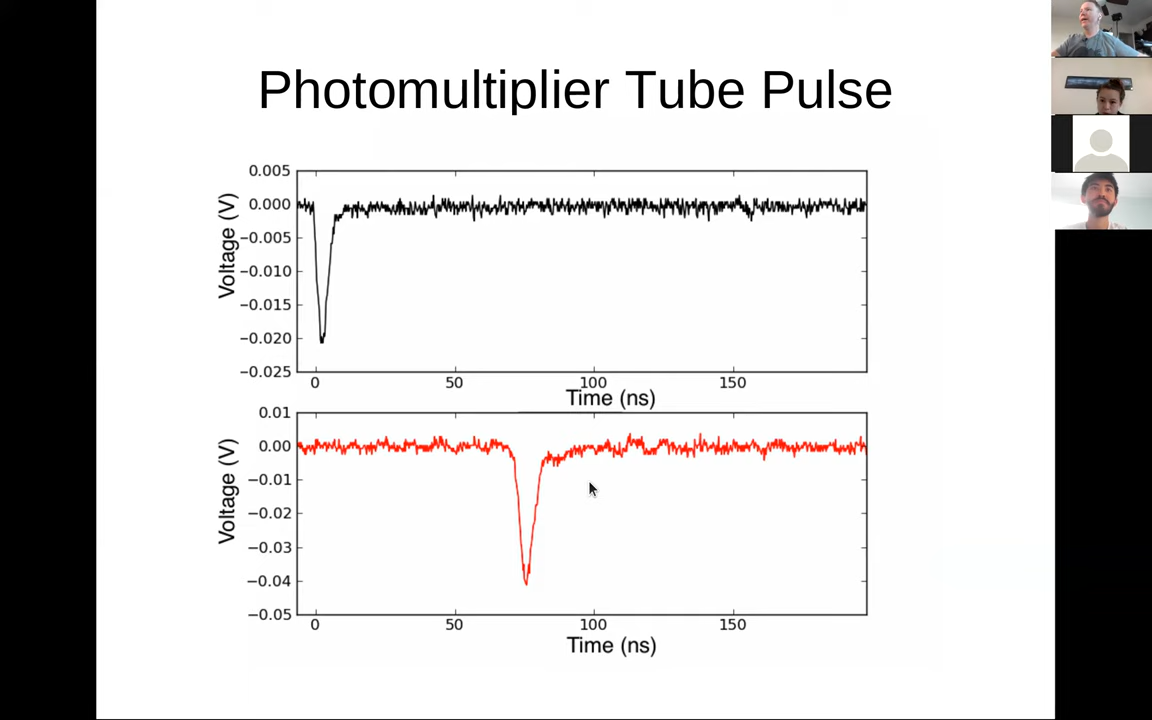 Photomultiplier Tube Pulse
0.005
0.000
−0.005
−0.010
−0.015
−0.020
−0.025
Voltage (V)
0 50 100 150
Time (ns)
0.01
0.00
−0.01
−0.02
−0.03
−0.04
−0.05
Voltage (V)
0 50 100 150
Time (ns)